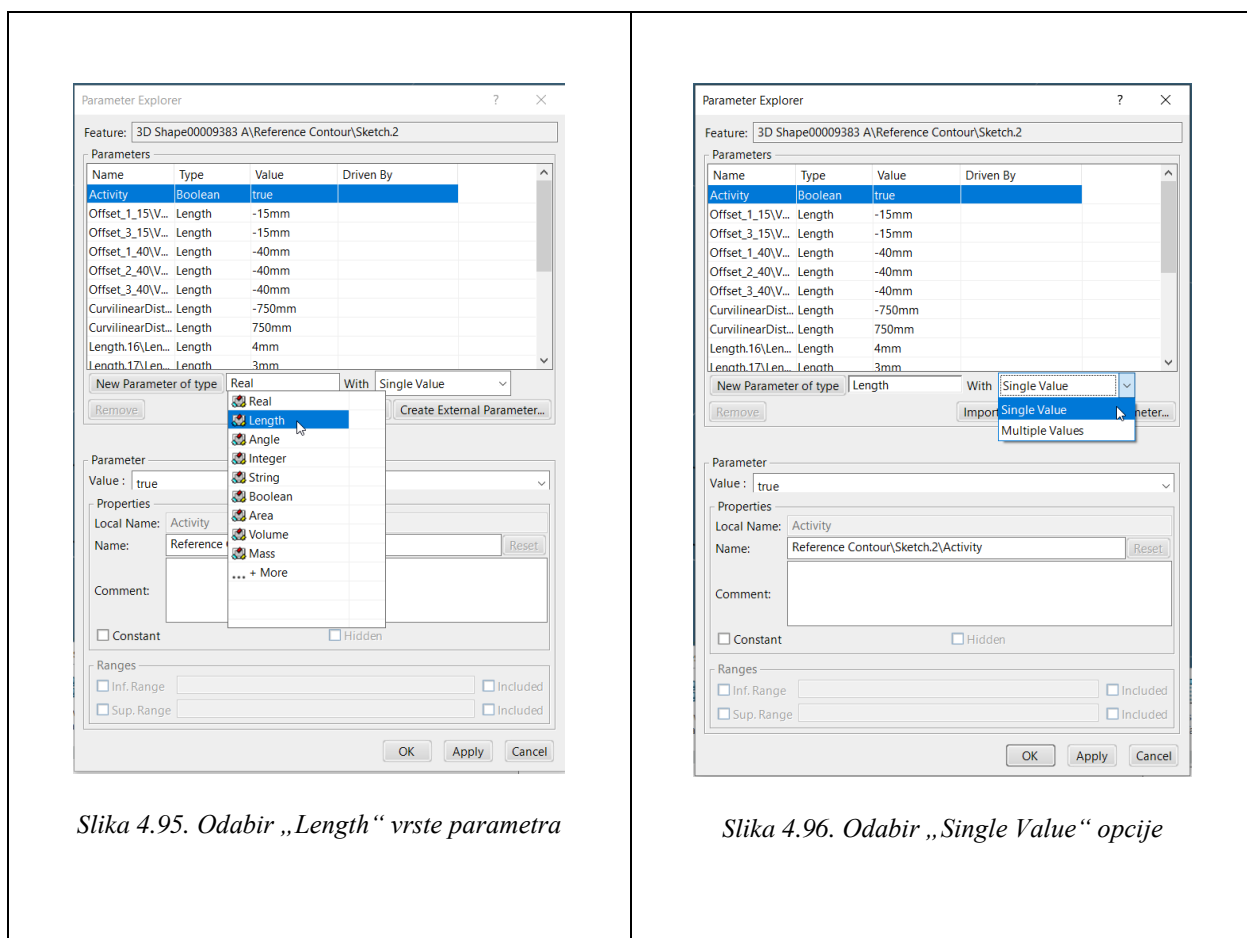 Parameter Explorer ? ×
Feature: 3D Shape00009383 A\Reference Contour\Sketch.2
Parameters
Name Type Value Driven By
Activity Boolean true
Offset_1_15\V... Length -15mm
Offset_3_15\V... Length -15mm
Offset_1_40\V... Length -40mm
Offset_2_40\V... Length -40mm
Offset_3_40\V... Length -40mm
CurvilinearDist... Length -750mm
CurvilinearDist... Length 750mm
Length.16\Len... Length 4mm
Length.17\Len... Length 3mm
New Parameter of type Real With Single Value
Remove Create External Parameter...
Real
Length
Angle
Integer
String
Boolean
Area
Volume
Mass
... + More
Parameter
Value : true
Properties
Local Name: Activity
Name: Reference Reset
Comment:
Constant Hidden
Ranges
Inf. Range Included
Sup. Range Included
OK Apply Cancel
Slika 4.95. Odabir „Length“ vrste parametra
Parameter Explorer ? ×
Feature: 3D Shape00009383 A\Reference Contour\Sketch.2
Parameters
Name Type Value Driven By
Activity Boolean true
Offset_1_15\V... Length -15mm
Offset_3_15\V... Length -15mm
Offset_1_40\V... Length -40mm
Offset_2_40\V... Length -40mm
Offset_3_40\V... Length -40mm
CurvilinearDist... Length -750mm
CurvilinearDist... Length 750mm
Length.16\Len... Length 4mm
Length.17\Len... Length 3mm
New Parameter of type Length With Single Value
Remove Import Single Value meter...
Multiple Values
Parameter
Value : true
Properties
Local Name: Activity
Name: Reference Contour\Sketch.2\Activity Reset
Comment:
Constant Hidden
Ranges
Inf. Range Included
Sup. Range Included
OK Apply Cancel
Slika 4.96. Odabir „Single Value“ opcije